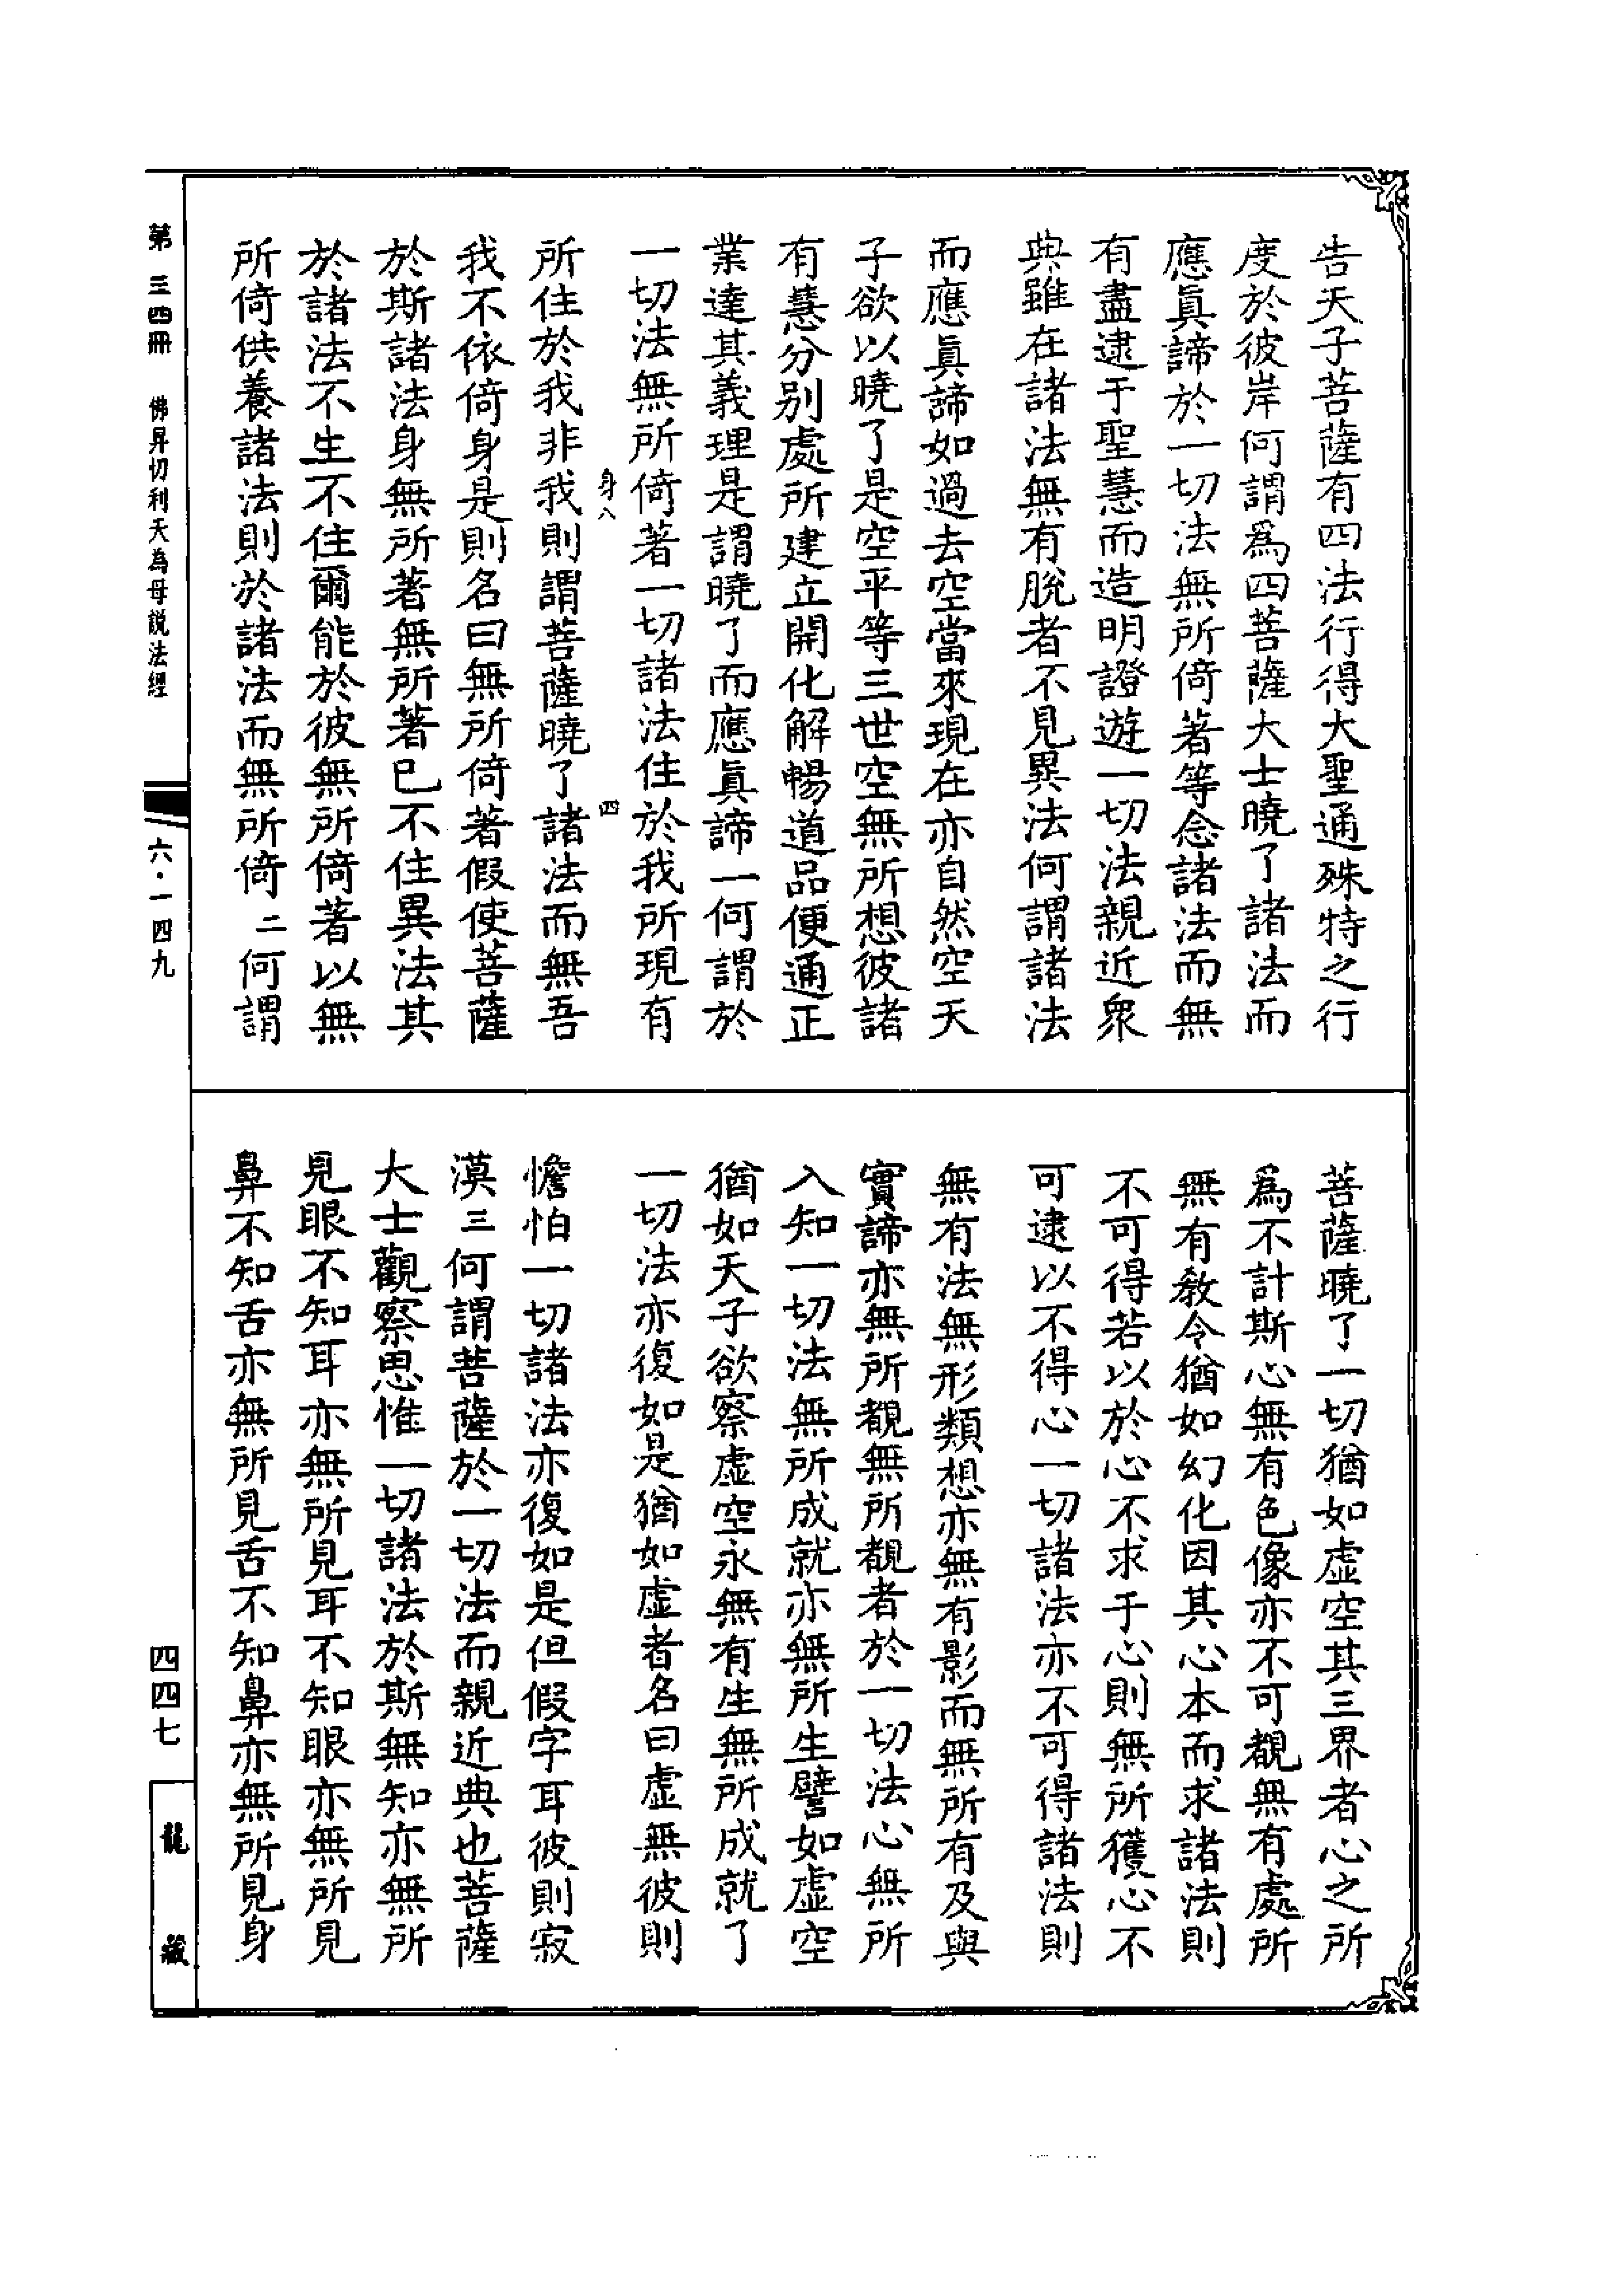 告天子菩薩有四法行得大聖通殊特之行
度於彼岸何謂爲四菩薩大士曉了諸法而
應眞諦於一切法無所倚著等念諸法而無
有盡逮于聖慧而造明證遊一切法親近衆
典雖在諸法無有脫者不見異法何謂諸法
而應眞諦如過去空當來現在亦自然空天
子欲以曉了是空平等三世空無所想彼諸
有慧分別處所建立開化解暢道品便通正
業達其義理是謂曉了而應眞諦一何謂於
一切法無所倚著一切諸法住於我所現有
身八
四
所住於我非我則謂菩薩曉了諸法而無吾
我不依倚身是則名曰無所倚著假使菩薩
於斯諸法身無所著無所著已不住異法其
於諸法不生不住爾能於彼無所倚著以無
所倚供養諸法則於諸法而無所倚二何謂
菩薩曉了一切猶如虛空其三界者心之所
爲不計斯心無有色像亦不可覩無有處所
無有敎令猶如幻化因其心本而求諸法則
不可得若以於心不求于心則無所獲心不
可逮以不得心一切諸法亦不可得諸法則
無有法無形類想亦無有影而無所有及與
實諦亦無所覩無所覩者於一切法心無所
入知一切法無所成就亦無所生譬如虛空
猶如天子欲察虛空永無有生無所成就了
一切法亦復如是猶如虛者名曰虛無彼則
憺怕一切諸法亦復如是但假字耳彼則寂
漠三何謂菩薩於一切法而親近典也菩薩
大士觀察思惟一切諸法於斯無知亦無所
見眼不知耳亦無所見耳不知眼亦無所見
鼻不知舌亦無所見舌不知鼻亦無所見身
第三四冊　佛昇忉利天為母説法經
六·一四九
四四七
龍藏